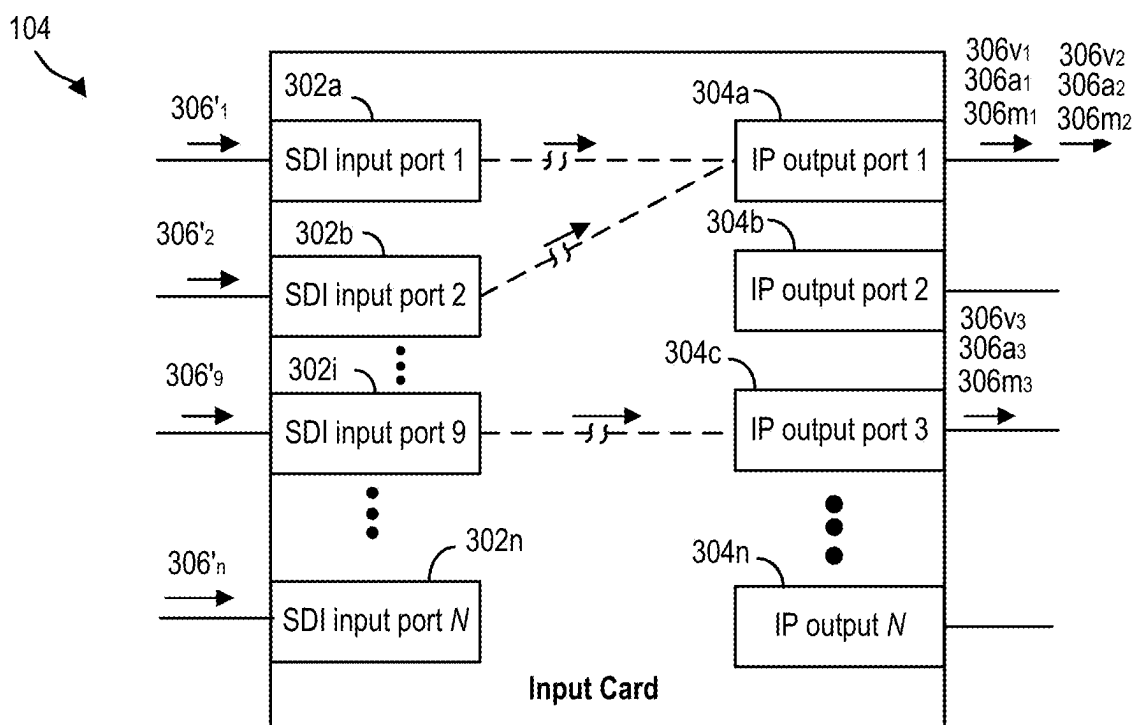 104
306'1
302a
SDI input port 1
304a
IP output port 1
306v1 306v2
306a1 306a2
306m1 306m2
306'2
302b
SDI input port 2
304b
IP output port 2
306'9
302i
SDI input port 9
304c
IP output port 3
306v3
306a3
306m3
306'n
302n
SDI input port N
304n
IP output N
Input Card